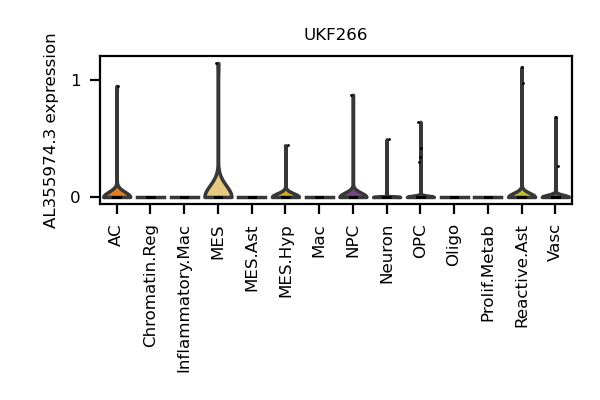 UKF266
AL355974.3 expression
1
0
AC
Chromatin.Reg
Inflammatory.Mac
MES
MES.Ast
MES.Hyp
Mac
NPC
Neuron
OPC
Oligo
Prolif.Metab
Reactive.Ast
Vasc